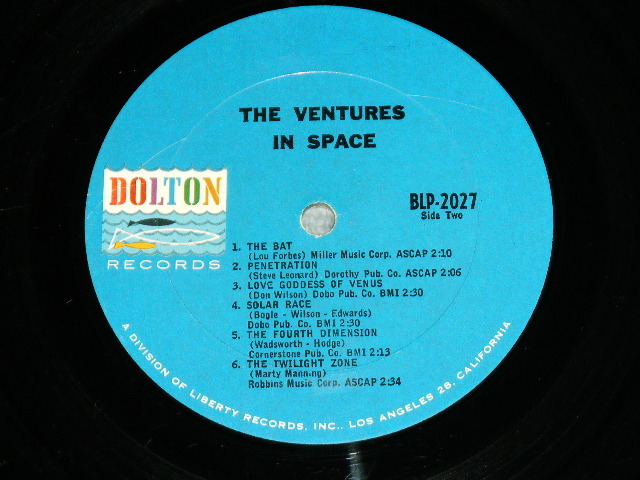 THE VENTURES
IN SPACE
DOLTON
RECORDS
BLP-2027
Side Two
1. THE BAT
(Lou Forbes) Miller Music Corp. ASCAP 2:10
2. PENETRATION
(Steve Leonard) Dorothy Pub. Co. ASCAP 2:06
3. LOVE GODDESS OF VENUS
(Don Wilson) Dobo Pub. Co. BMI 2:30
4. SOLAR RACE
(Bogle - Wilson - Edwards)
Dobo Pub. Co. BMI 2:30
5. THE FOURTH DIMENSION
(Wadsworth - Hodge)
Cornerstone Pub. Co. BMI 2:13
6. THE TWILIGHT ZONE
(Marty Manning)
Robbins Music Corp. ASCAP 2:34
A DIVISION OF LIBERTY RECORDS, INC., LOS ANGELES 28, CALIFORNIA